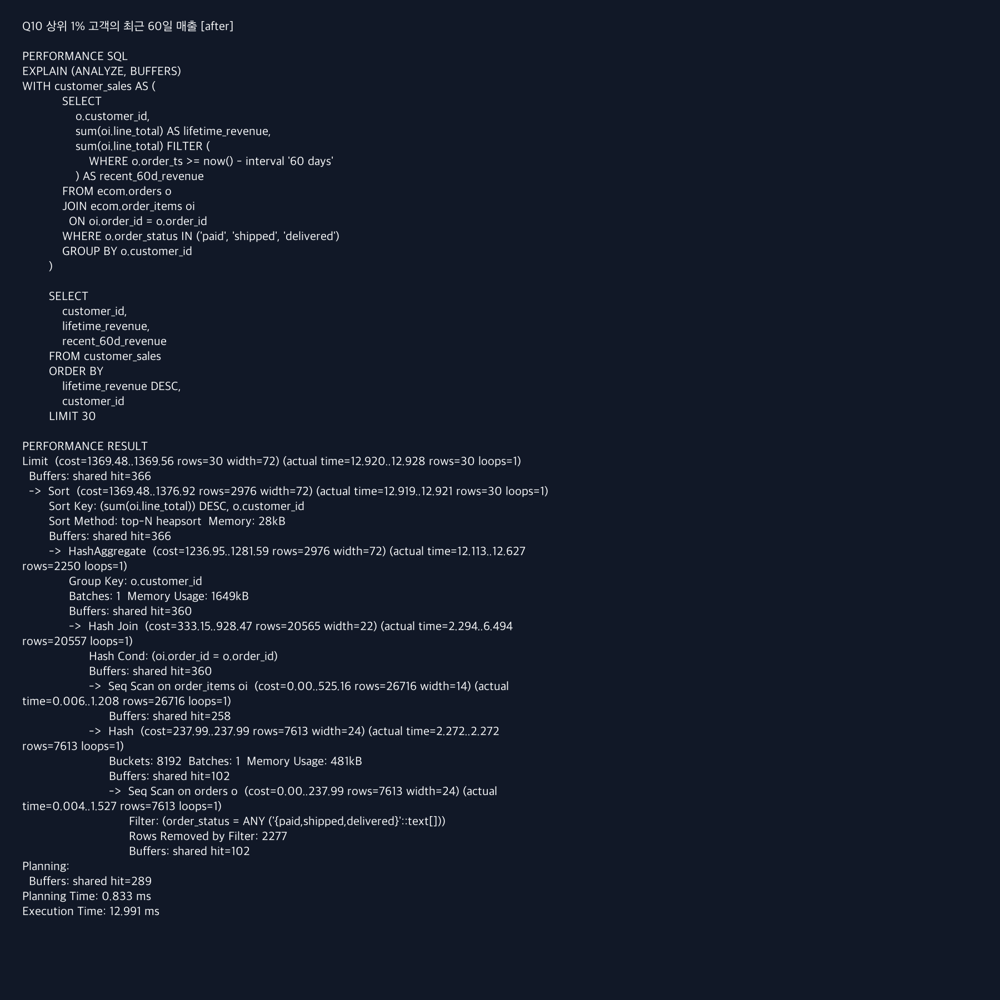 Q10 상위 1% 고객의 최근 60일 매출 [after]
PERFORMANCE SQL
EXPLAIN (ANALYZE, BUFFERS)
WITH customer_sales AS (
SELECT
o.customer_id,
sum(oi.line_total) AS lifetime_revenue,
sum(oi.line_total) FILTER (
WHERE o.order_ts >= now() - interval '60 days'
) AS recent_60d_revenue
FROM ecom.orders o
JOIN ecom.order_items oi
ON oi.order_id = o.order_id
WHERE o.order_status IN ('paid', 'shipped', 'delivered')
GROUP BY o.customer_id
)
SELECT
customer_id,
lifetime_revenue,
recent_60d_revenue
FROM customer_sales
ORDER BY
lifetime_revenue DESC,
customer_id
LIMIT 30
PERFORMANCE RESULT
Limit  (cost=1369.48..1369.56 rows=30 width=72) (actual time=12.920..12.928 rows=30 loops=1)
Buffers: shared hit=366
->  Sort  (cost=1369.48..1376.92 rows=2976 width=72) (actual time=12.919..12.921 rows=30 loops=1)
Sort Key: (sum(oi.line_total)) DESC, o.customer_id
Sort Method: top-N heapsort  Memory: 28kB
Buffers: shared hit=366
->  HashAggregate  (cost=1236.95..1281.59 rows=2976 width=72) (actual time=12.113..12.627
rows=2250 loops=1)
Group Key: o.customer_id
Batches: 1  Memory Usage: 1649kB
Buffers: shared hit=360
->  Hash Join  (cost=333.15..928.47 rows=20565 width=22) (actual time=2.294..6.494
rows=20557 loops=1)
Hash Cond: (oi.order_id = o.order_id)
Buffers: shared hit=360
->  Seq Scan on order_items oi  (cost=0.00..525.16 rows=26716 width=14) (actual
time=0.006..1.208 rows=26716 loops=1)
Buffers: shared hit=258
->  Hash  (cost=237.99..237.99 rows=7613 width=24) (actual time=2.272..2.272
rows=7613 loops=1)
Buckets: 8192  Batches: 1  Memory Usage: 481kB
Buffers: shared hit=102
->  Seq Scan on orders o  (cost=0.00..237.99 rows=7613 width=24) (actual
time=0.004..1.527 rows=7613 loops=1)
Filter: (order_status = ANY ('{paid,shipped,delivered}'::text[]))
Rows Removed by Filter: 2277
Buffers: shared hit=102
Planning:
Buffers: shared hit=289
Planning Time: 0.833 ms
Execution Time: 12.991 ms